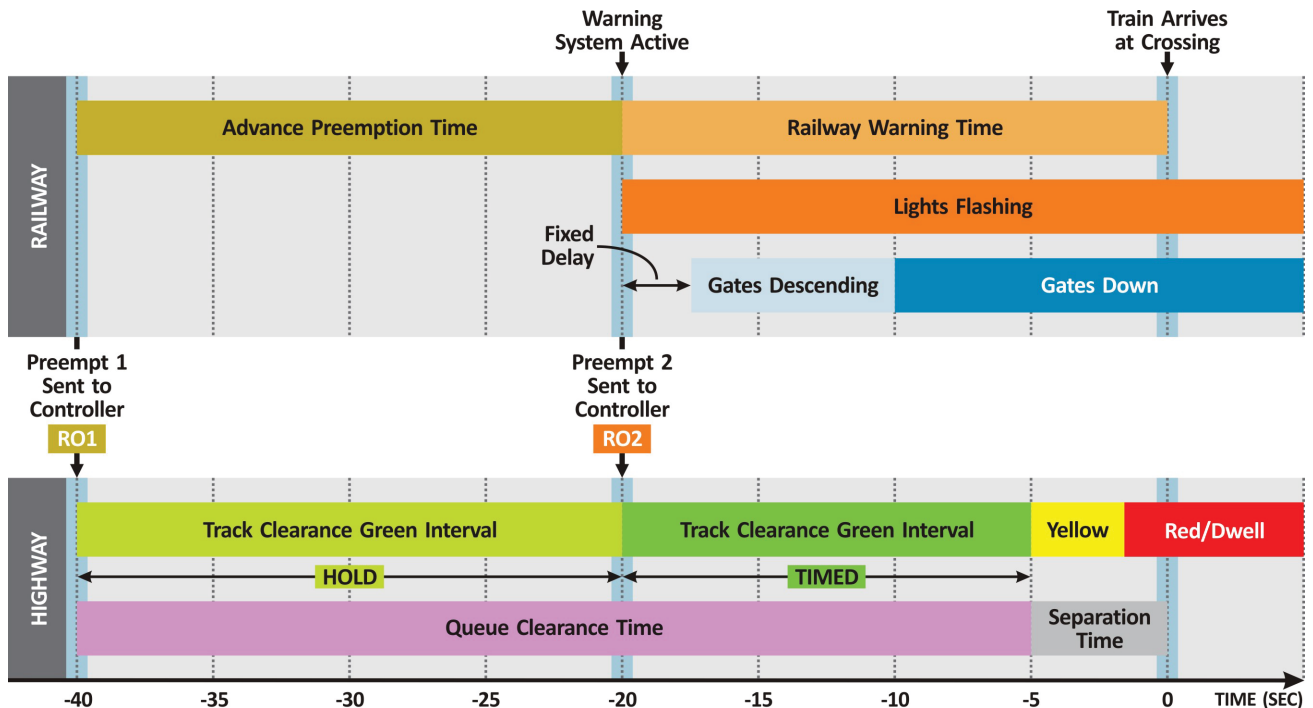 Warning
System Active
Train Arrives
at Crossing
RAILWAY
Advance Preemption Time
Railway Warning Time
Lights Flashing
Fixed
Delay
Gates Descending
Gates Down
Preempt 1
Sent to
Controller
RO1
Preempt 2
Sent to
Controller
RO2
HIGHWAY
Track Clearance Green Interval
Track Clearance Green Interval
Yellow
Red/Dwell
HOLD
TIMED
Queue Clearance Time
Separation
Time
-40 -35 -30 -25 -20 -15 -10 -5 0 TIME (SEC)